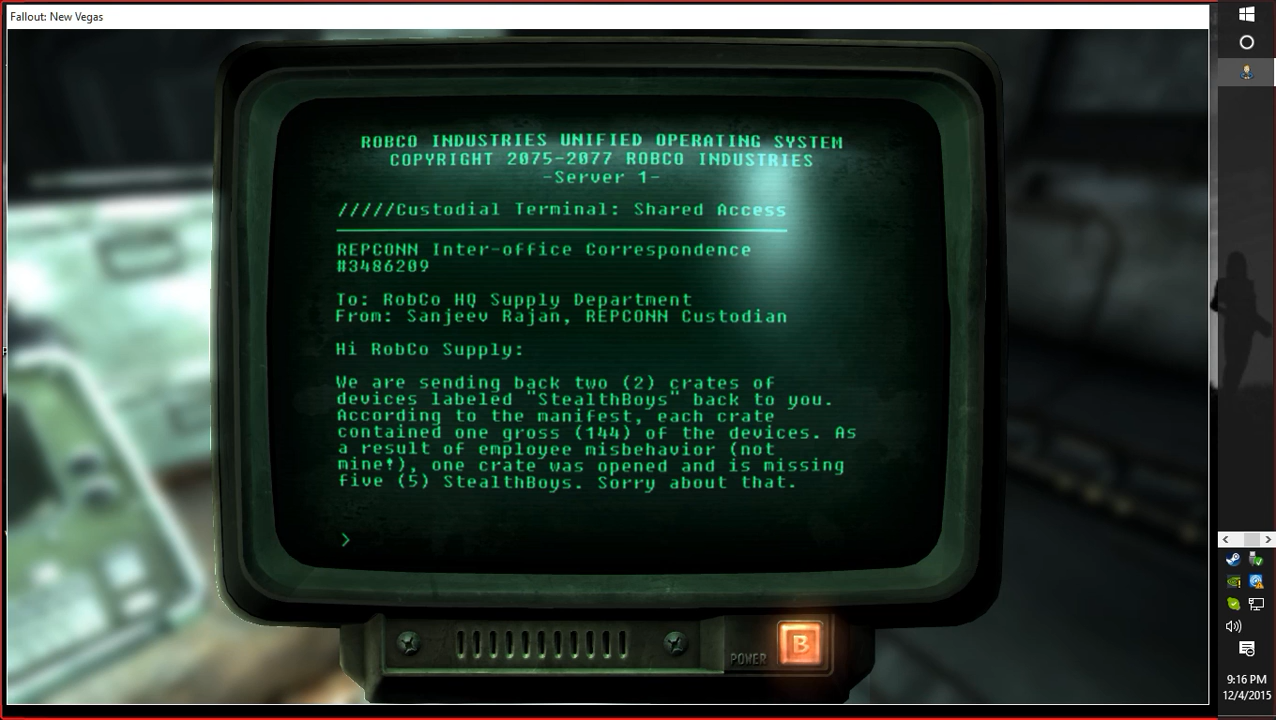 Fallout: New Vegas
ROBCO INDUSTRIES UNIFIED OPERATING SYSTEM
COPYRIGHT 2075-2077 ROBCO INDUSTRIES
-Server 1-
/////Custodial Terminal: Shared Access
REPCONN Inter-office Correspondence
#3486209
To: RobCo HQ Supply Department
From: Sanjeev Rajan, REPCONN Custodian
Hi RobCo Supply:
We are sending back two (2) crates of
devices labeled "StealthBoys" back to you.
According to the manifest, each crate
contained one gross (144) of the devices. As
a result of employee misbehavior (not
mine!), one crate was opened and is missing
five (5) StealthBoys. Sorry about that.
>
POWER B
9:16 PM
12/4/2015